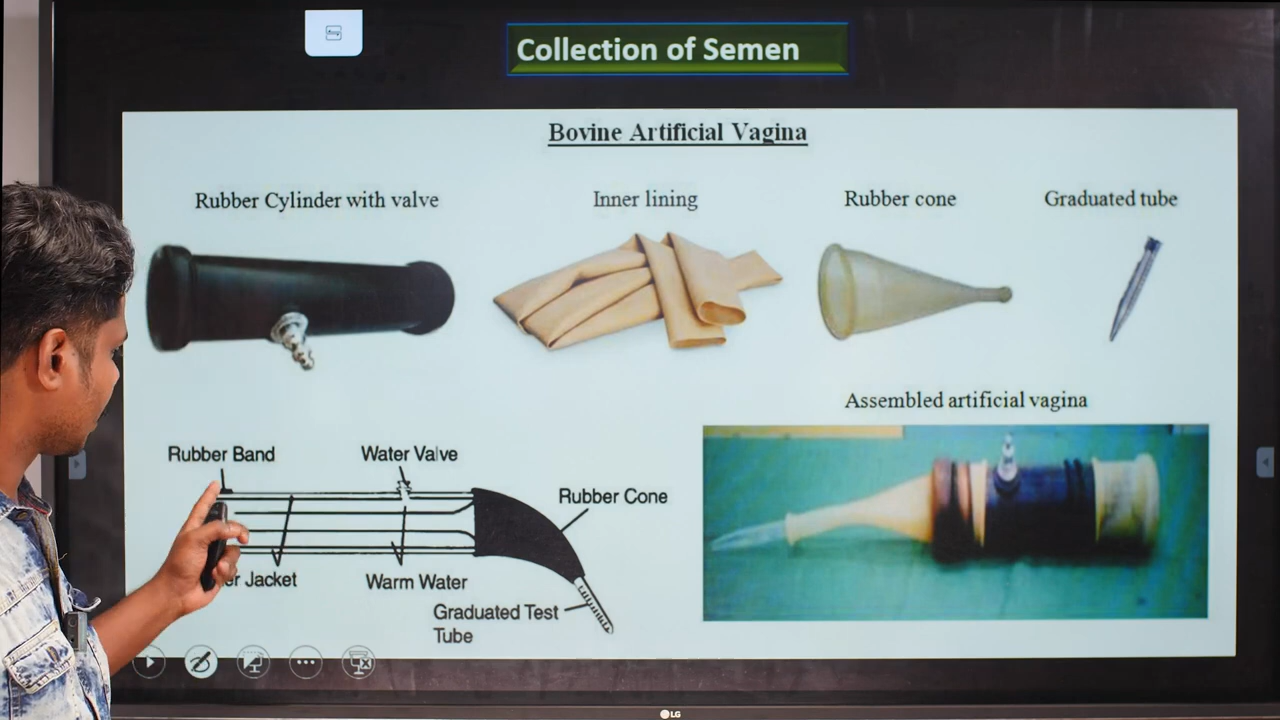 Collection of Semen
Bovine Artificial Vagina
Rubber Cylinder with valve
Inner lining
Rubber cone
Graduated tube
Assembled artificial vagina
Rubber Band
Water Valve
Rubber Cone
Jacket
Warm Water
Graduated Test
Tube
LG